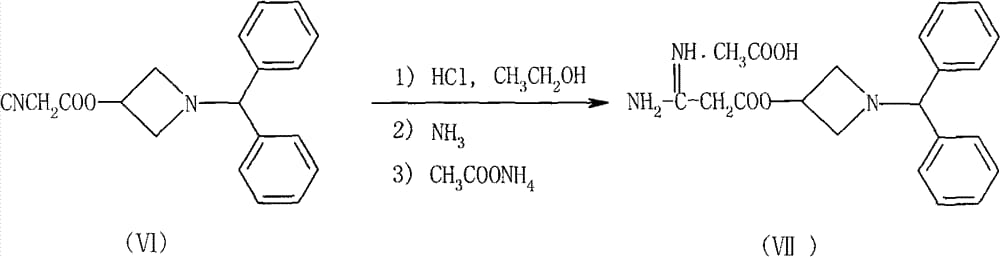 NH. CH₃COOH
CNCH₂COO N
1) HCl, CH₃CH₂OH
NH₂ CH₂COO N
2) NH₃
3) CH₃COONH₄
(Ⅵ)
(Ⅶ)